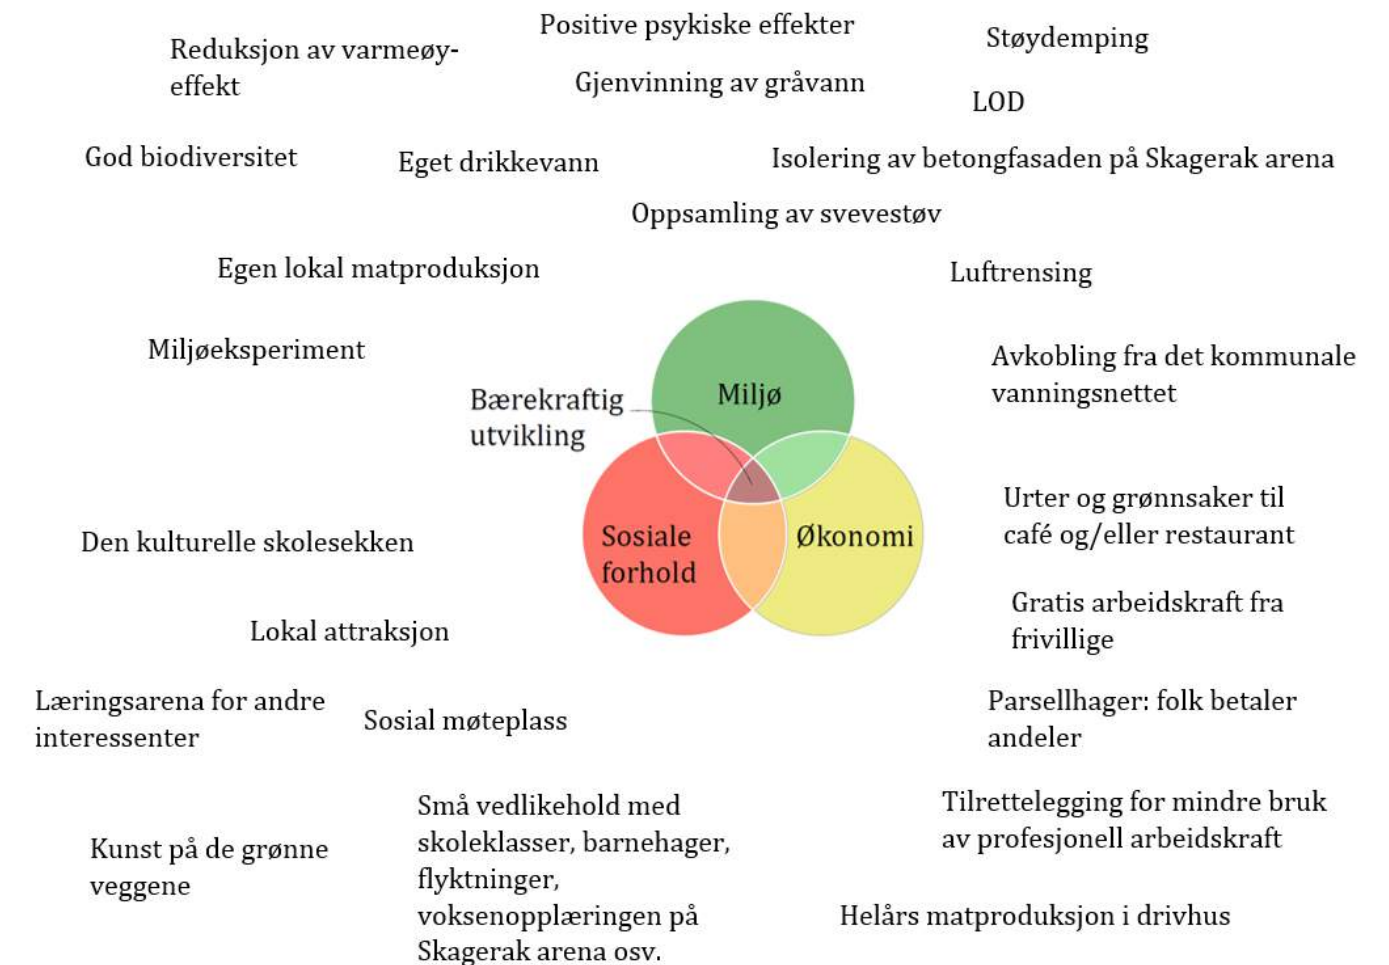 Positive psykiske effekter
Støydemping
Reduksjon av varmeøy-
effekt
Gjenvinning av gråvann
LOD
God biodiversitet
Eget drikkevann
Isolering av betongfasaden på Skagerak arena
Oppsamling av svevestøv
Egen lokal matproduksjon
Luftrensing
Miljøeksperiment
Avkobling fra det kommunale
vanningsnettet
Miljø
Bærekraftig
utvikling
Urter og grønnsaker til
café og/eller restaurant
Sosiale
forhold
Økonomi
Den kulturelle skolesekken
Gratis arbeidskraft fra
frivillige
Lokal attraksjon
Læringsarena for andre
interessenter
Sosial møteplass
Parsellhager: folk betaler
andeler
Små vedlikehold med
skoleklasser, barnehager,
flyktninger,
voksenopplæringen på
Skagerak arena osv.
Tilrettelegging for mindre bruk
av profesjonell arbeidskraft
Kunst på de grønne
veggene
Helårs matproduksjon i drivhus